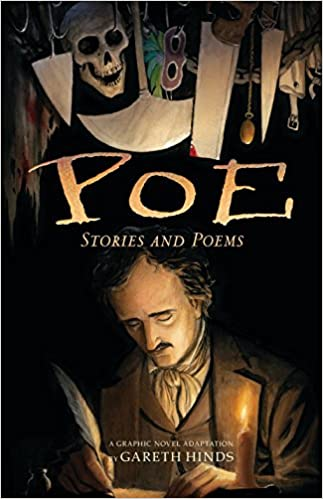 POE
STORIES AND POEMS
A GRAPHIC NOVEL ADAPTATION
BY GARETH HINDS